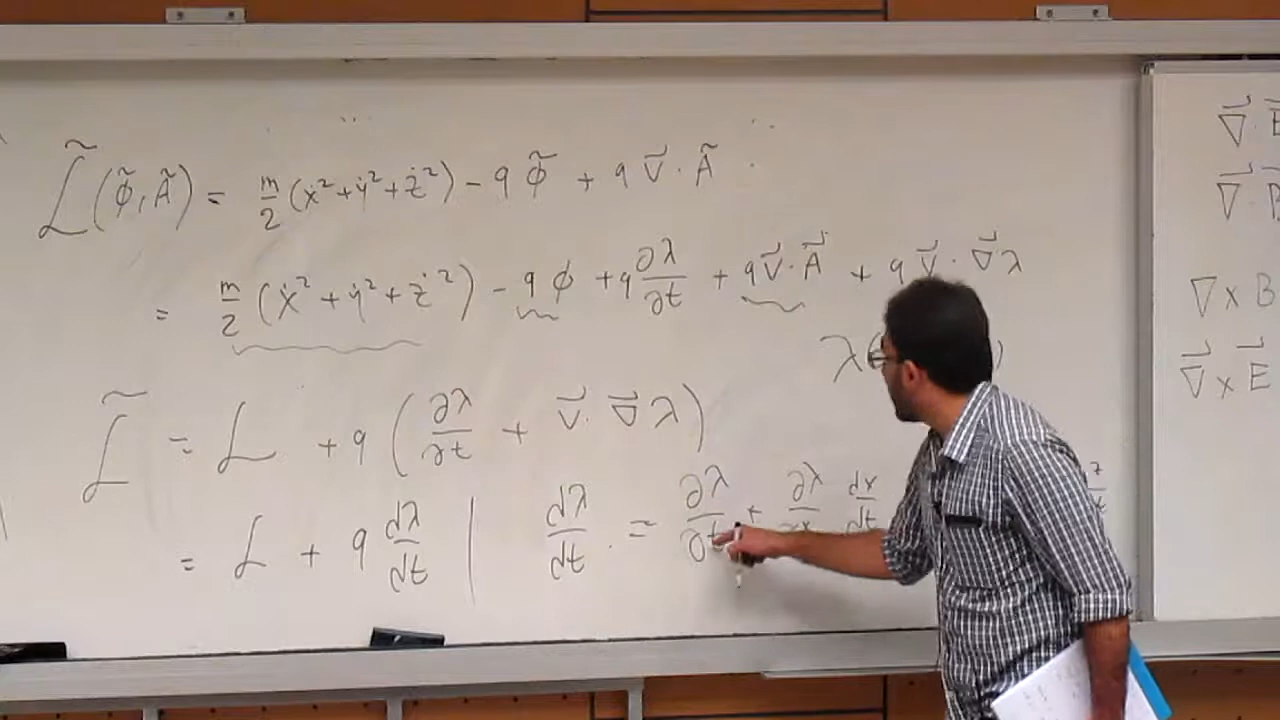 L̃(φ̃, Ã) = m/2 (ẋ² + ẏ² + ż²) − q φ̃ + q v⃗ · Ã
= m/2 (ẋ² + ẏ² + ż²) − q φ + q ∂λ/∂t + q v⃗ · A⃗ + q v⃗ · ∇⃗λ
λ( )
L̃ = L + q (∂λ/∂t + v⃗ · ∇⃗λ)
= L + q dλ/dt | dλ/dt = ∂λ/∂t + ∂λ/∂x dx/dt
∇⃗ E
∇⃗ · B
∇ × B
∇⃗ × E⃗